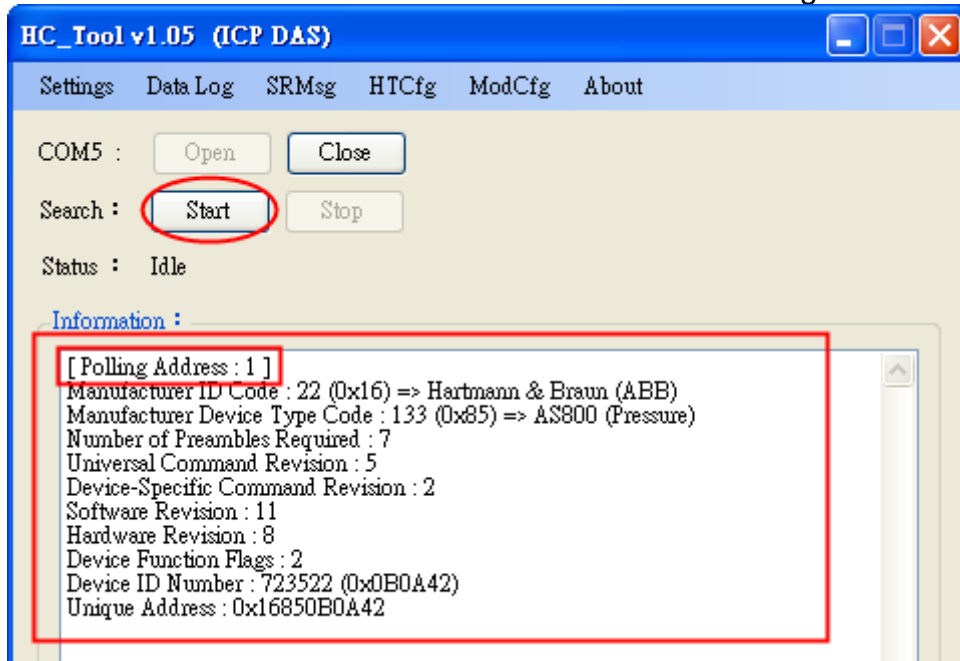 HC_Tool v1.05 (ICP DAS)
Settings Data Log SRMsg HTCfg ModCfg About
COM5 : Open Close
Search : Start Stop
Status : Idle
Information :
[ Polling Address : 1 ]
Manufacturer ID Code : 22 (0x16) => Hartmann & Braun (ABB)
Manufacturer Device Type Code : 133 (0x85) => AS800 (Pressure)
Number of Preambles Required : 7
Universal Command Revision : 5
Device-Specific Command Revision : 2
Software Revision : 11
Hardware Revision : 8
Device Function Flags : 2
Device ID Number : 723522 (0x0B0A42)
Unique Address : 0x16850B0A42